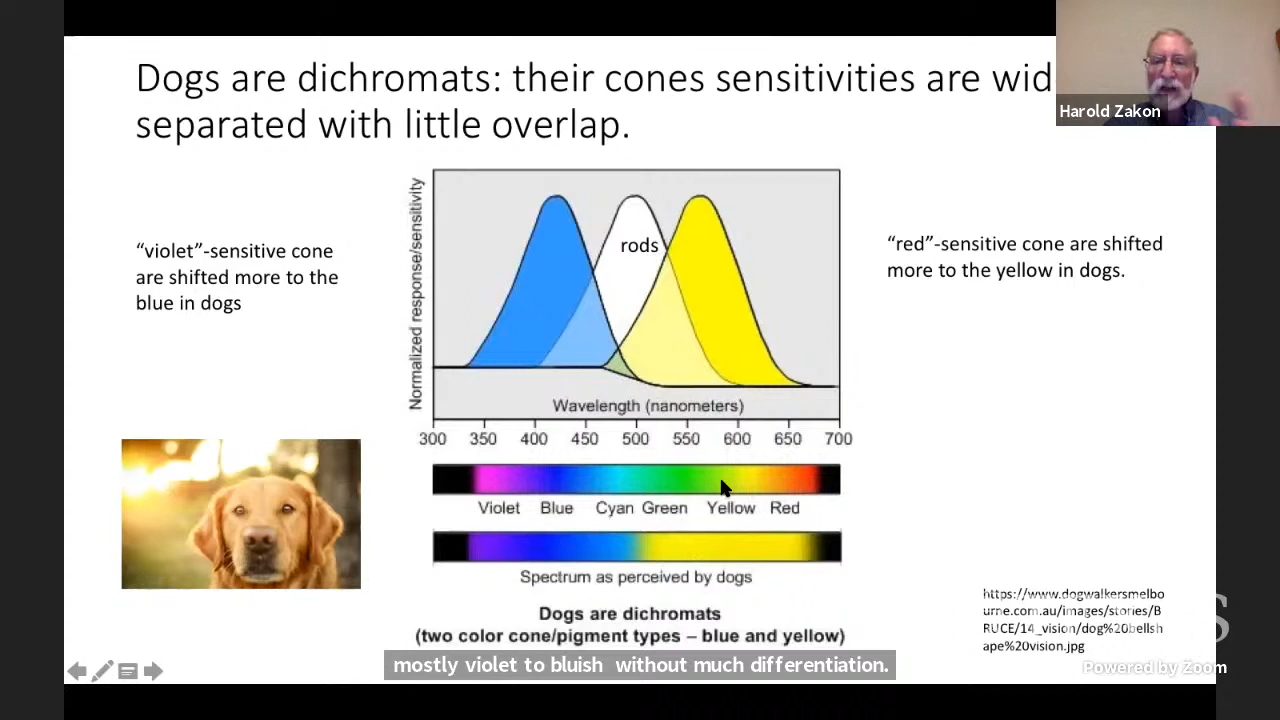 Dogs are dichromats: their cones sensitivities are wid
separated with little overlap.
Harold Zakon
"violet"-sensitive cone
are shifted more to the
blue in dogs
"red"-sensitive cone are shifted
more to the yellow in dogs.
Normalized response/sensitivity
rods
Wavelength (nanometers)
300 350 400 450 500 550 600 650 700
Violet Blue Cyan Green Yellow Red
Spectrum as perceived by dogs
Dogs are dichromats
(two color cone/pigment types – blue and yellow)
https://www.dogwalkersmelbo
urne.com.au/images/stories/B
RUCE/14_vision/dog%20bellsh
ape%20vision.jpg
S
Powered by Zoom
mostly violet to bluish without much differentiation.